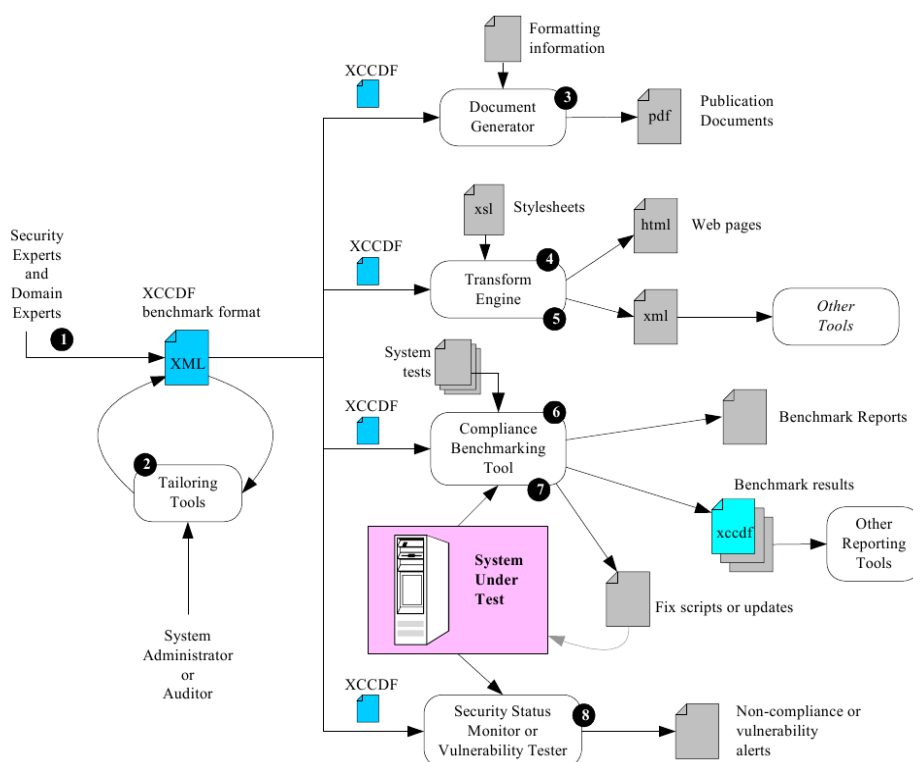 Formatting
information
XCCDF
3
Document
Generator
pdf
Publication
Documents
xsl
Stylesheets
html
Web pages
Security
Experts
and
Domain
Experts
XCCDF
4
Transform
Engine
5
xml
Other
Tools
XCCDF
benchmark format
1
XML
System
tests
XCCDF
6
Compliance
Benchmarking
Tool
7
Benchmark Reports
Benchmark results
xccdf
Other
Reporting
Tools
2
Tailoring
Tools
System
Under
Test
Fix scripts or updates
System
Administrator
or
Auditor
XCCDF
8
Security Status
Monitor or
Vulnerability Tester
Non-compliance or
vulnerability
alerts